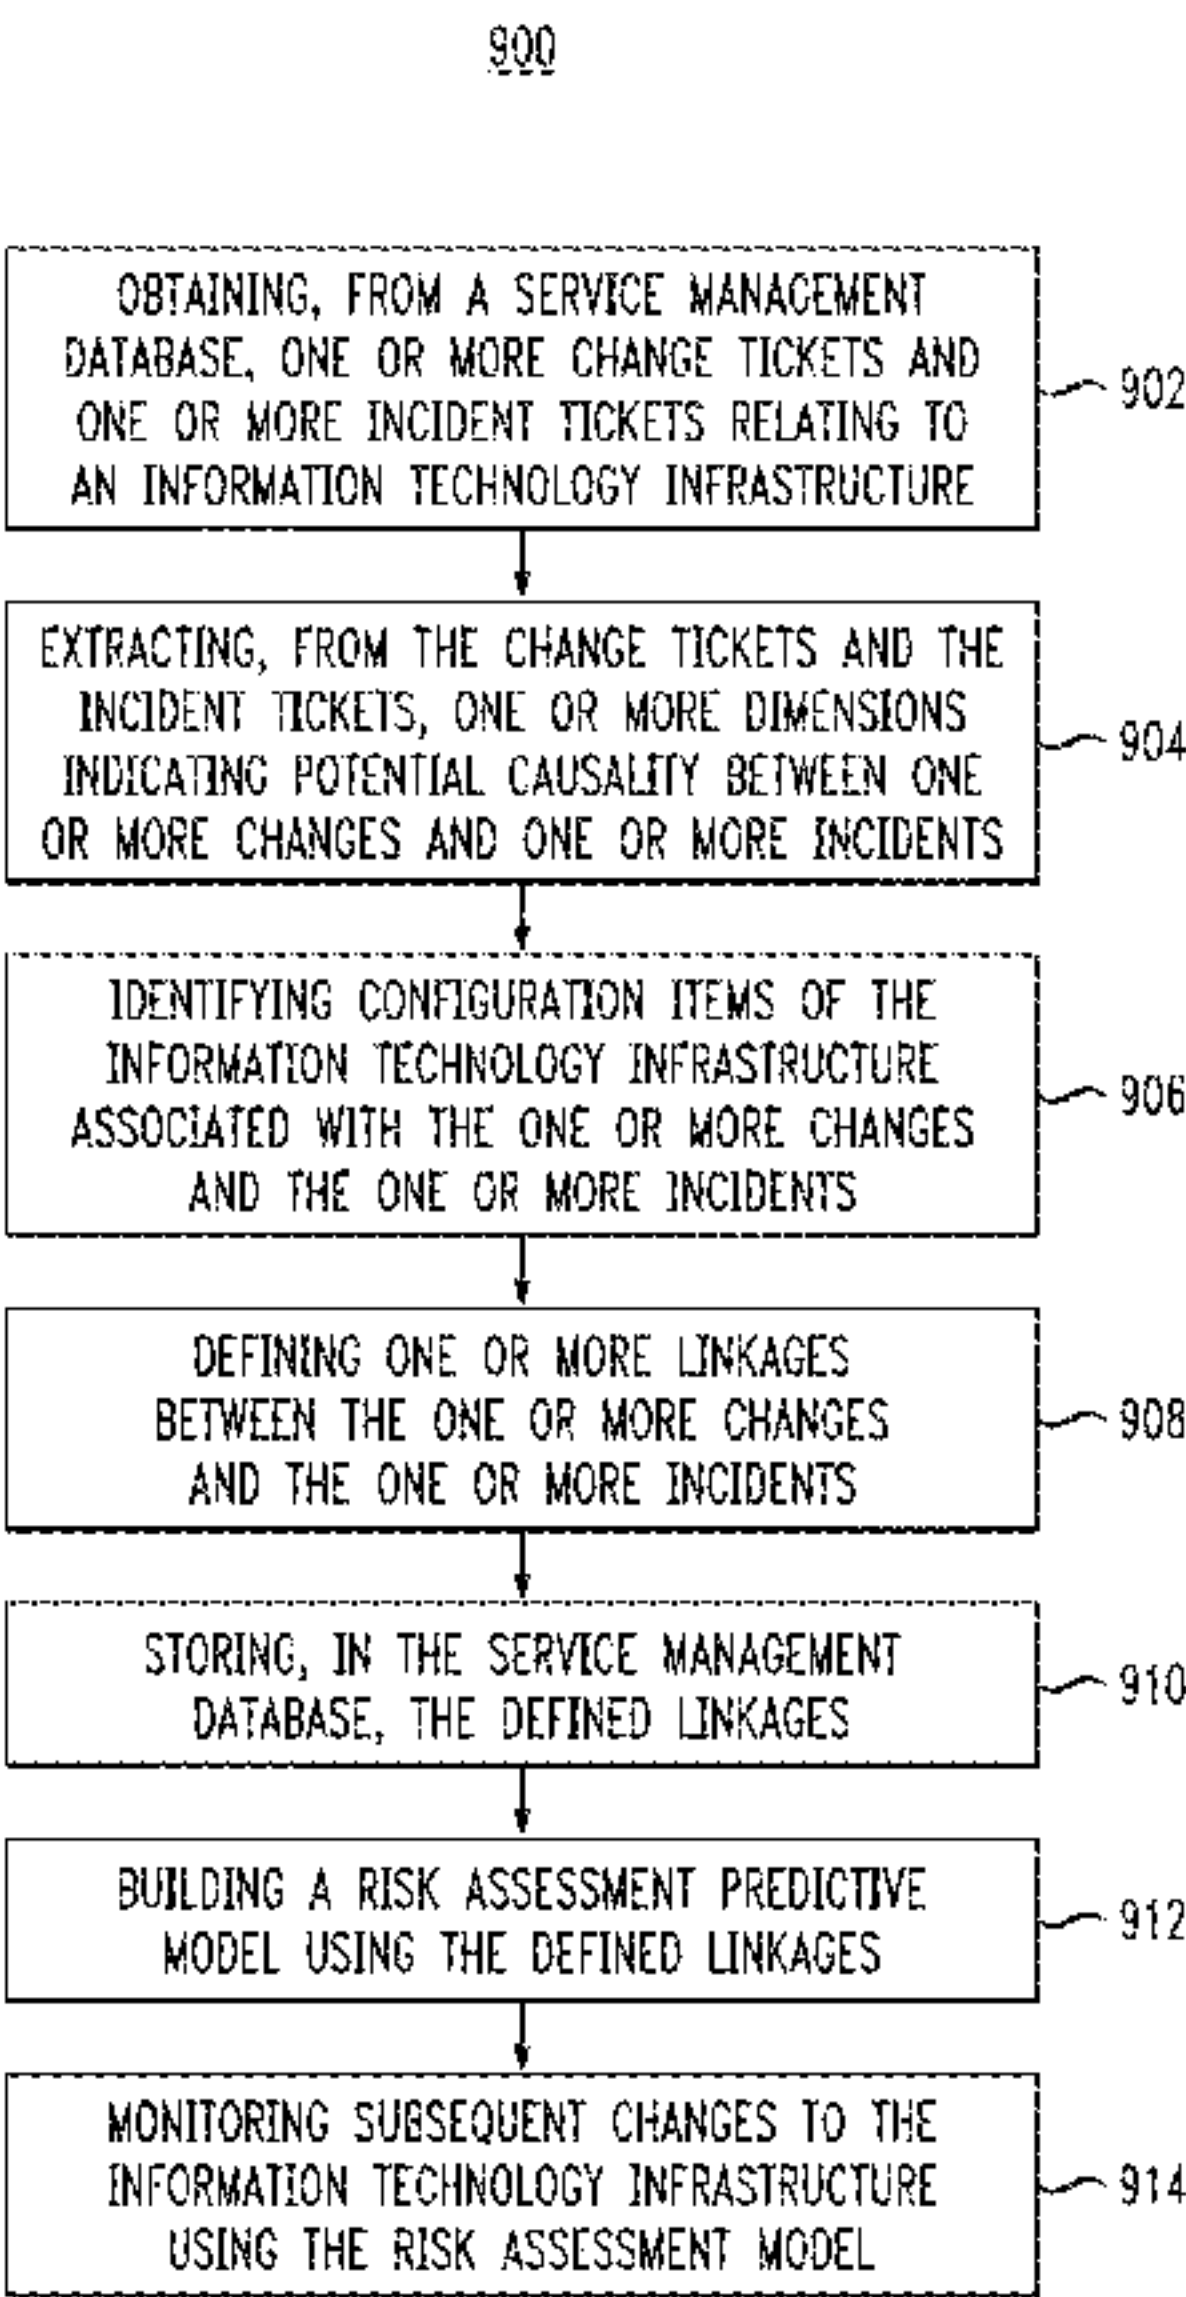 900
OBTAINING, FROM A SERVICE MANAGEMENT
DATABASE, ONE OR MORE CHANGE TICKETS AND
ONE OR MORE INCIDENT TICKETS RELATING TO
AN INFORMATION TECHNOLOGY INFRASTRUCTURE
902
EXTRACTING, FROM THE CHANGE TICKETS AND THE
INCIDENT TICKETS, ONE OR MORE DIMENSIONS
INDICATING POTENTIAL CAUSALITY BETWEEN ONE
OR MORE CHANGES AND ONE OR MORE INCIDENTS
904
IDENTIFYING CONFIGURATION ITEMS OF THE
INFORMATION TECHNOLOGY INFRASTRUCTURE
ASSOCIATED WITH THE ONE OR MORE CHANGES
AND THE ONE OR MORE INCIDENTS
906
DEFINING ONE OR MORE LINKAGES
BETWEEN THE ONE OR MORE CHANGES
AND THE ONE OR MORE INCIDENTS
908
STORING, IN THE SERVICE MANAGEMENT
DATABASE, THE DEFINED LINKAGES
910
BUILDING A RISK ASSESSMENT PREDICTIVE
MODEL USING THE DEFINED LINKAGES
912
MONITORING SUBSEQUENT CHANGES TO THE
INFORMATION TECHNOLOGY INFRASTRUCTURE
USING THE RISK ASSESSMENT MODEL
914